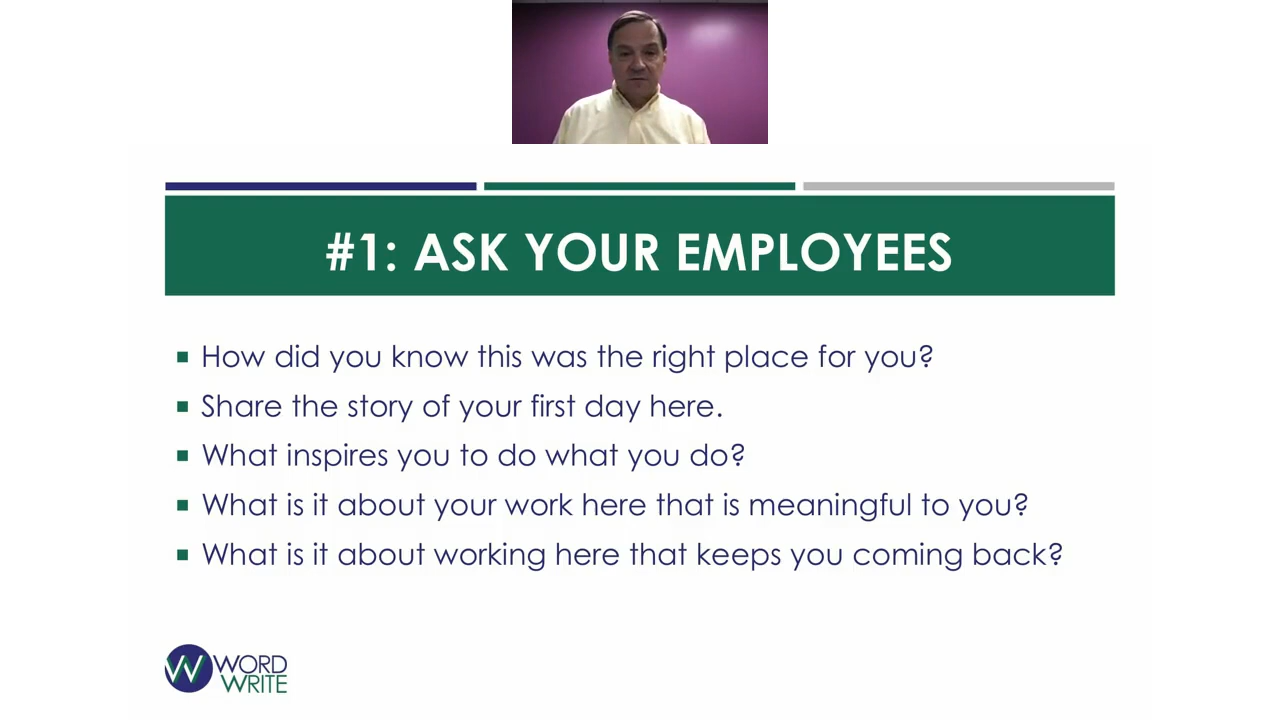 #1: ASK YOUR EMPLOYEES
How did you know this was the right place for you?
Share the story of your first day here.
What inspires you to do what you do?
What is it about your work here that is meaningful to you?
What is it about working here that keeps you coming back?
W WORD
WRITE